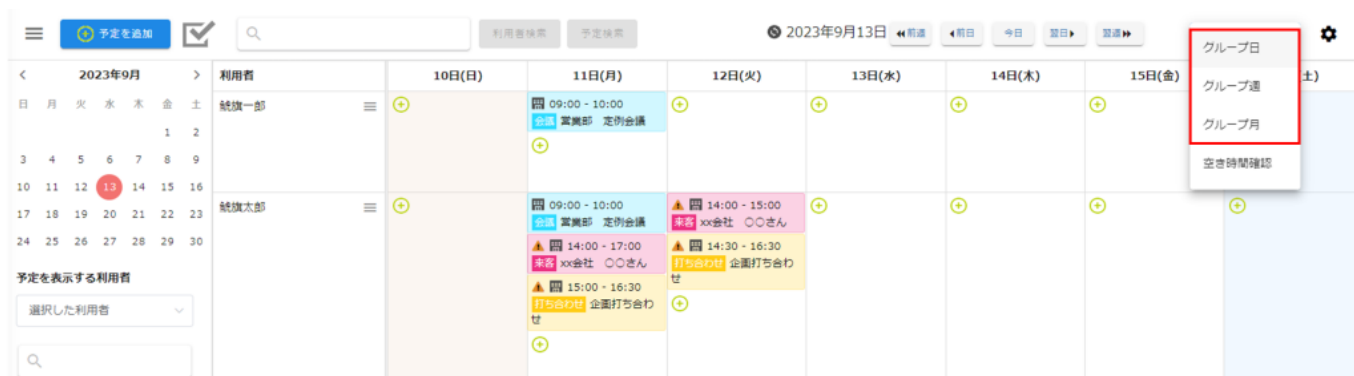 予定を追加
利用者検索 予定検索
2023年9月13日 前週 前日 今日 翌日 翌週
グループ日
グループ週
グループ月
空き時間確認
2023年9月
日 月 火 水 木 金 土
1 2
3 4 5 6 7 8 9
10 11 12 13 14 15 16
17 18 19 20 21 22 23
24 25 26 27 28 29 30
予定を表示する利用者
選択した利用者
利用者 10日(日) 11日(月) 12日(火) 13日(水) 14日(木) 15日(金) 土)
鯱旗一郎
09:00 - 10:00
会議 営業部 定例会議
鯱旗太郎
09:00 - 10:00
会議 営業部 定例会議
14:00 - 17:00
来客 xx会社 〇〇さん
15:00 - 16:30
打ち合わせ 企画打ち合わ
せ
14:00 - 15:00
来客 xx会社 〇〇さん
14:30 - 16:30
打ち合わせ 企画打ち合わ
せ